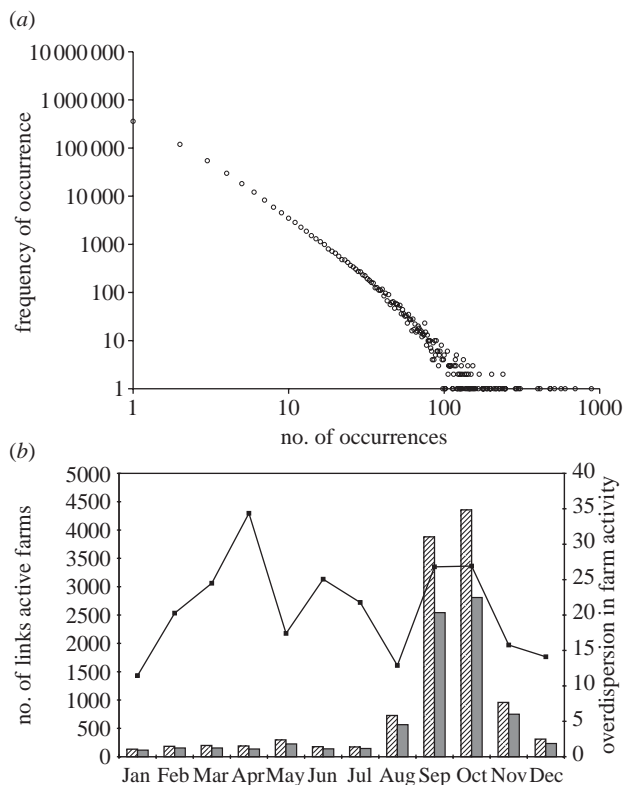 (a)
10 000 000
1 000 000
100 000
10 000
1000
100
10
1
frequency of occurrence
1 10 100 1000
no. of occurrences
(b)
5000
4500
4000
3500
3000
2500
2000
1500
1000
500
0
no. of links active farms
40
35
30
25
20
15
10
5
0
overdispersion in farm activity
Jan Feb Mar Apr May Jun Jul Aug Sep Oct Nov Dec